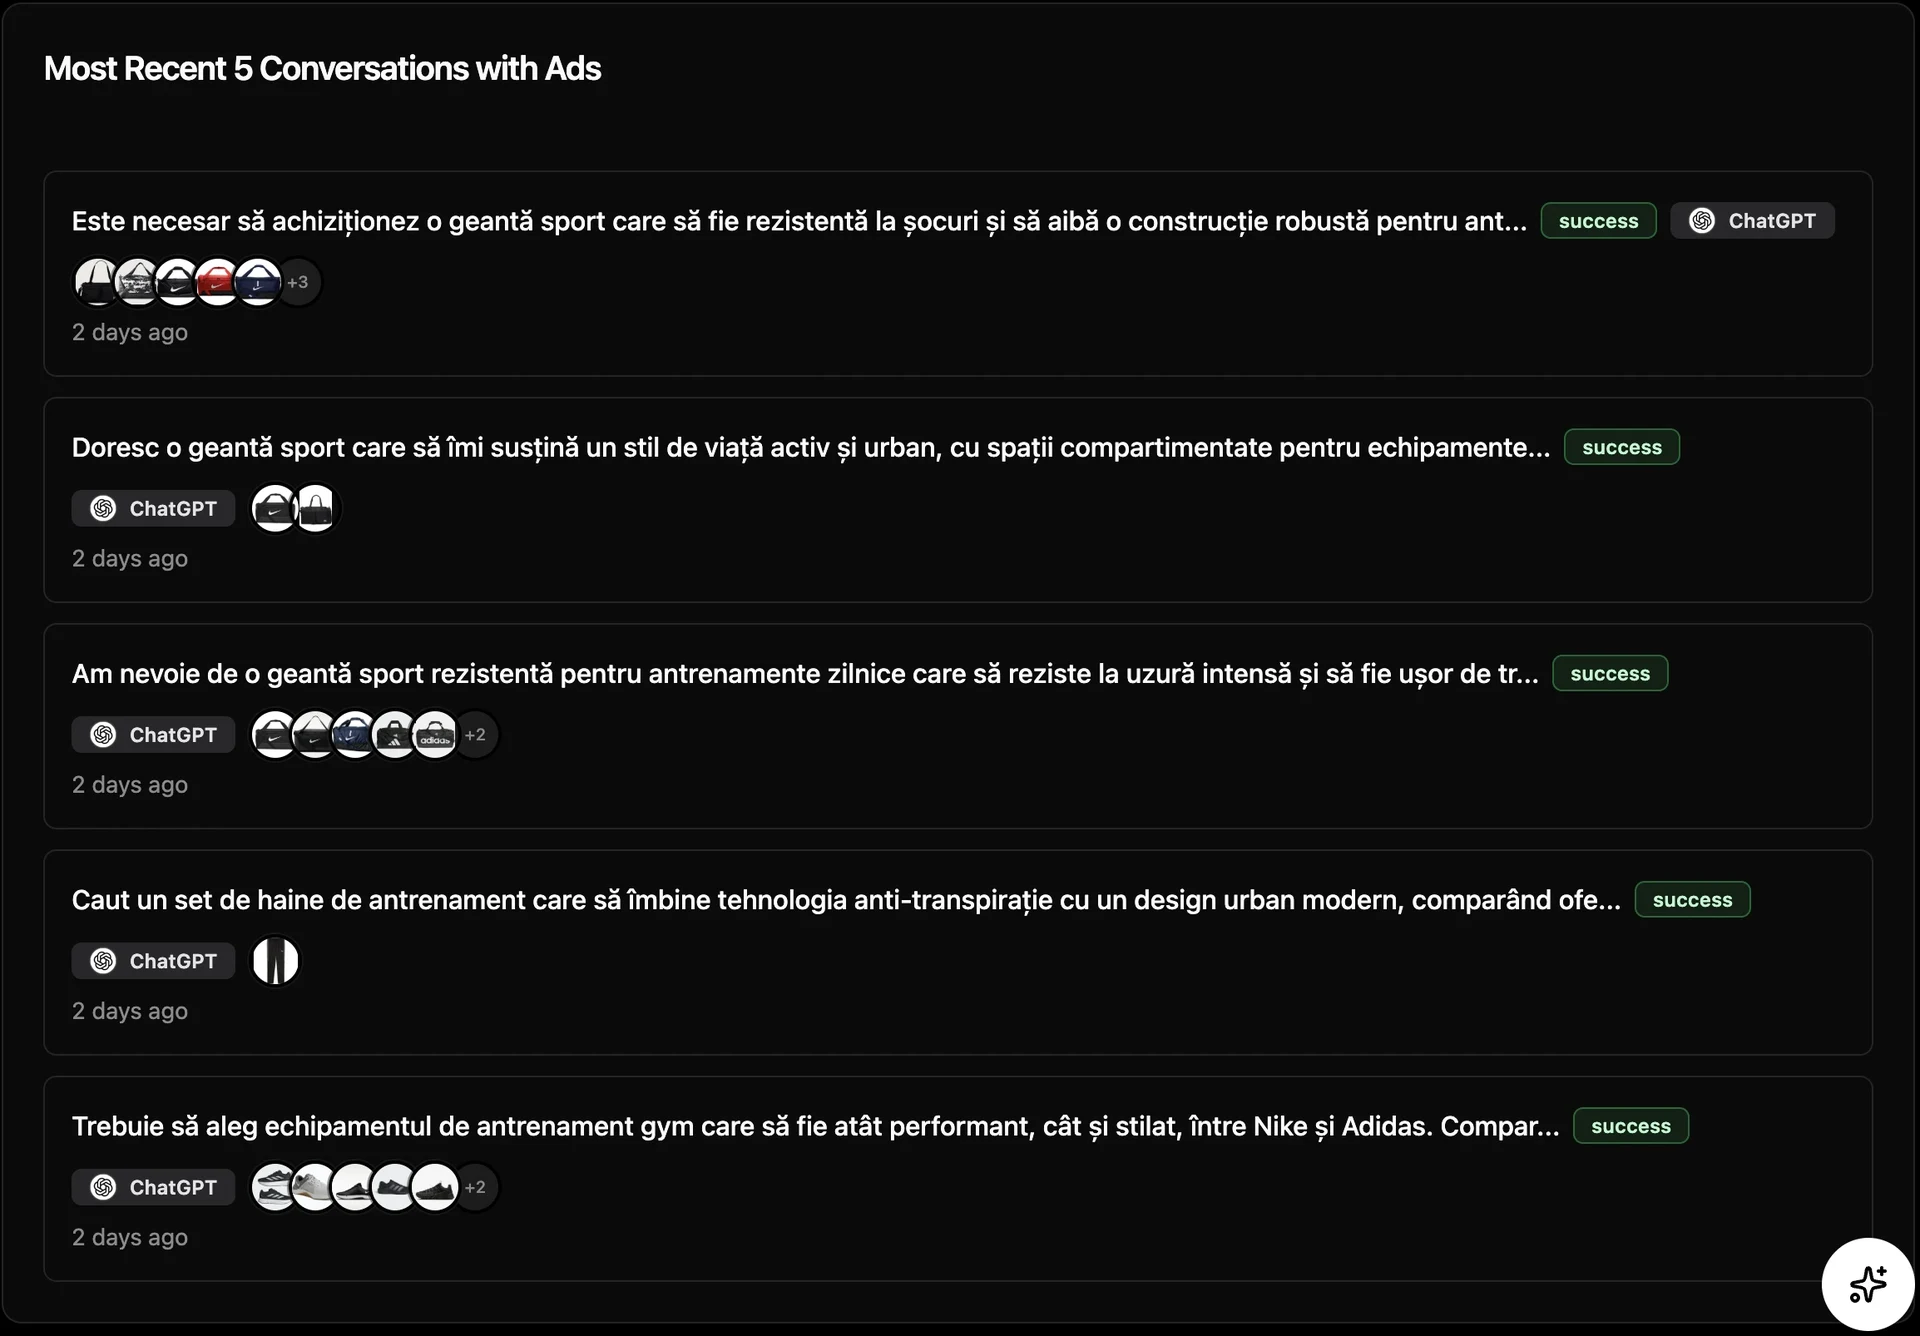 Most Recent 5 Conversations with Ads
Este necesar să achiziționez o geantă sport care să fie rezistentă la șocuri și să aibă o construcție robustă pentru ant... success ChatGPT
+3
2 days ago
Doresc o geantă sport care să îmi susțină un stil de viață activ și urban, cu spații compartimentate pentru echipamente... success
ChatGPT
2 days ago
Am nevoie de o geantă sport rezistentă pentru antrenamente zilnice care să reziste la uzură intensă și să fie ușor de tr... success
ChatGPT adidas +2
2 days ago
Caut un set de haine de antrenament care să îmbine tehnologia anti-transpirație cu un design urban modern, comparând ofe... success
ChatGPT
2 days ago
Trebuie să aleg echipamentul de antrenament gym care să fie atât performant, cât și stilat, între Nike și Adidas. Compar... success
ChatGPT +2
2 days ago